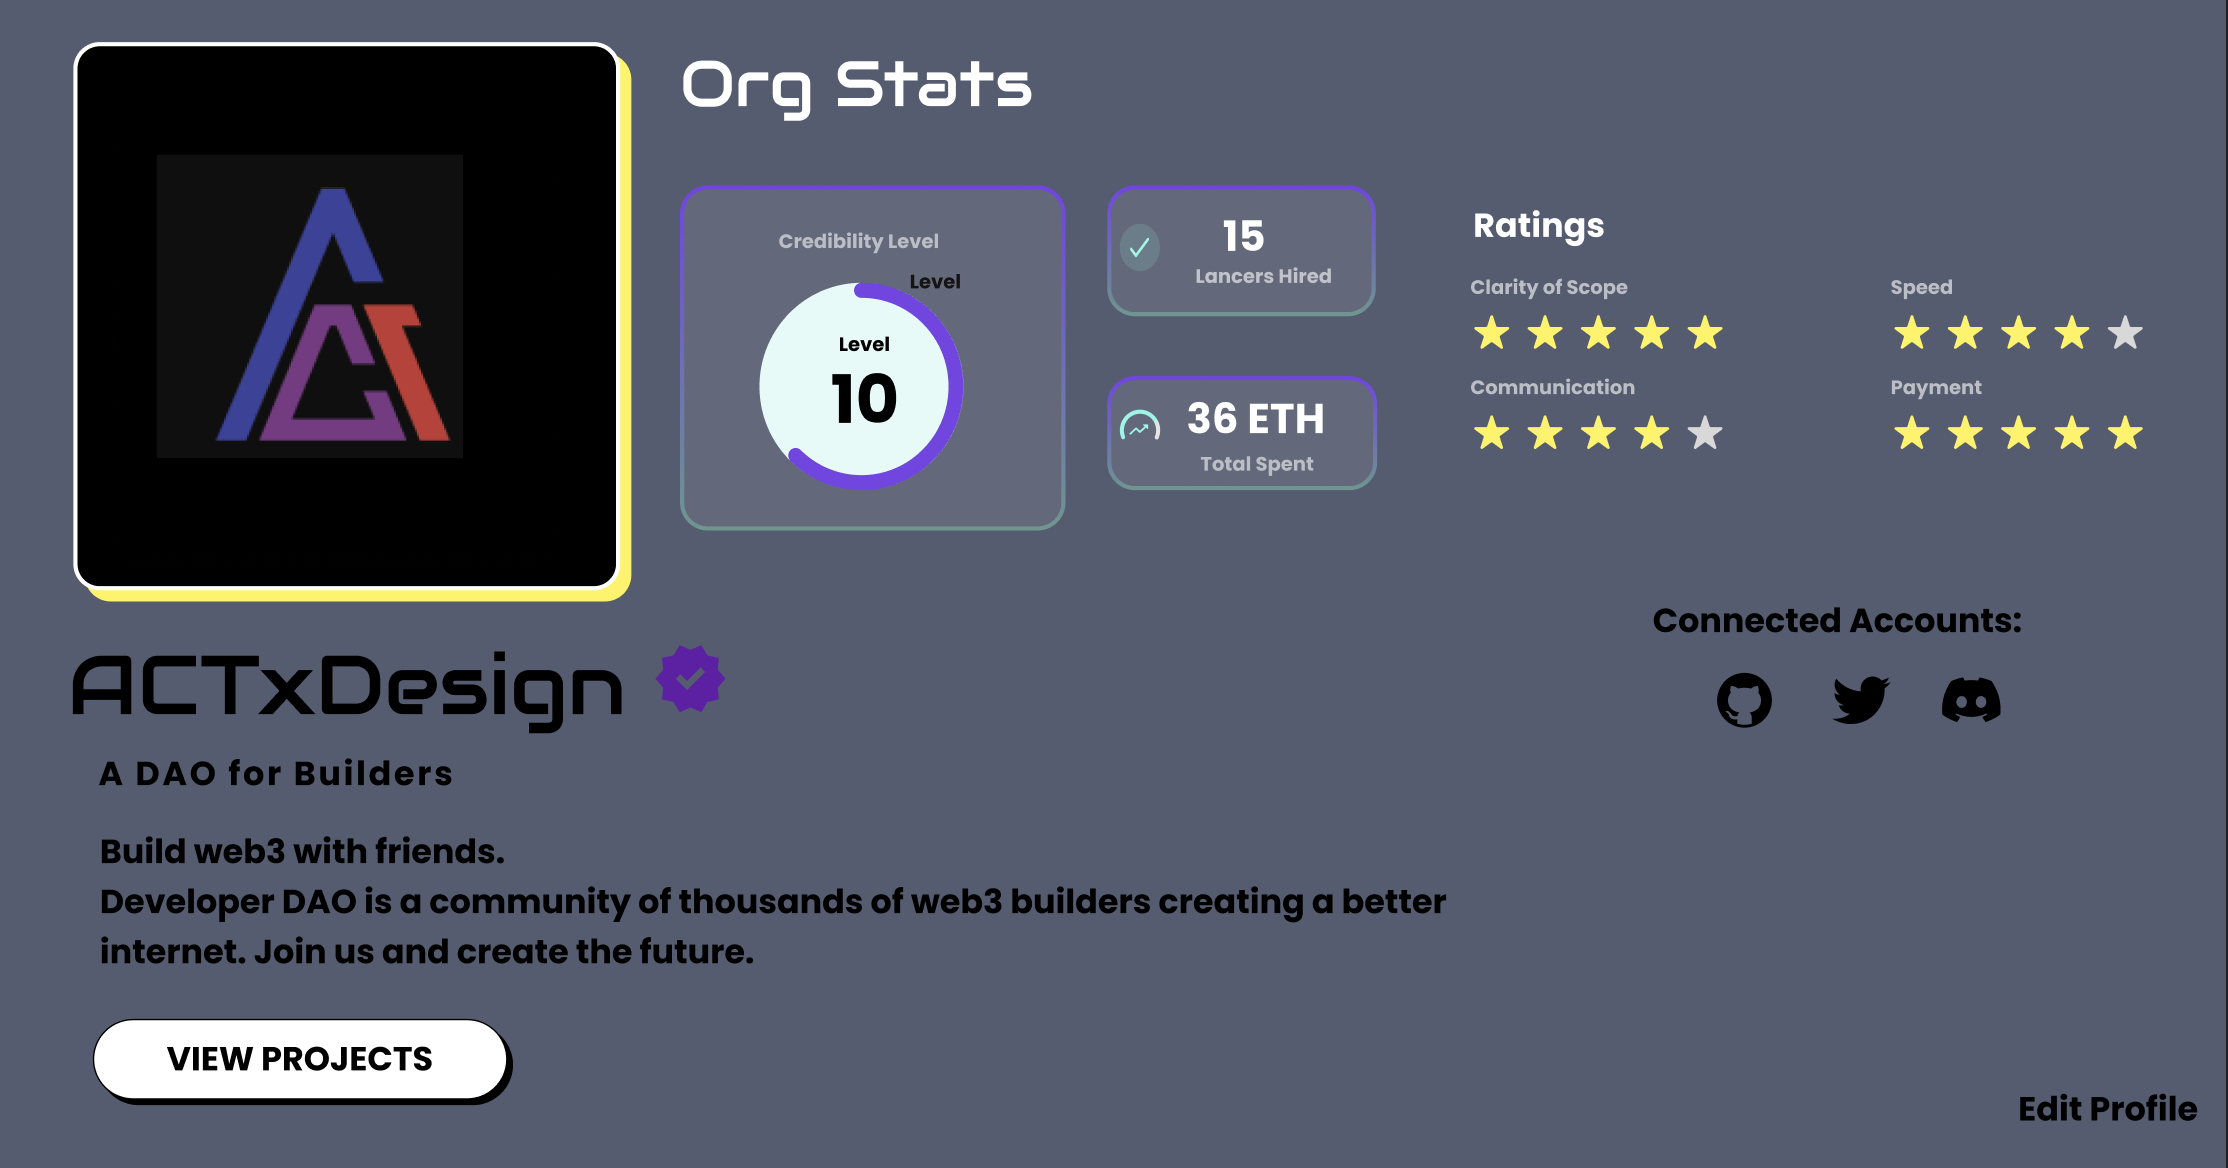 Org Stats
Credibility Level
Level
Level
10
15
Lancers Hired
36 ETH
Total Spent
Ratings
Clarity of Scope
Speed
Communication
Payment
Connected Accounts:
ACTxDesign
A DAO for Builders
Build web3 with friends.
Developer DAO is a community of thousands of web3 builders creating a better
internet. Join us and create the future.
VIEW PROJECTS
Edit Profile